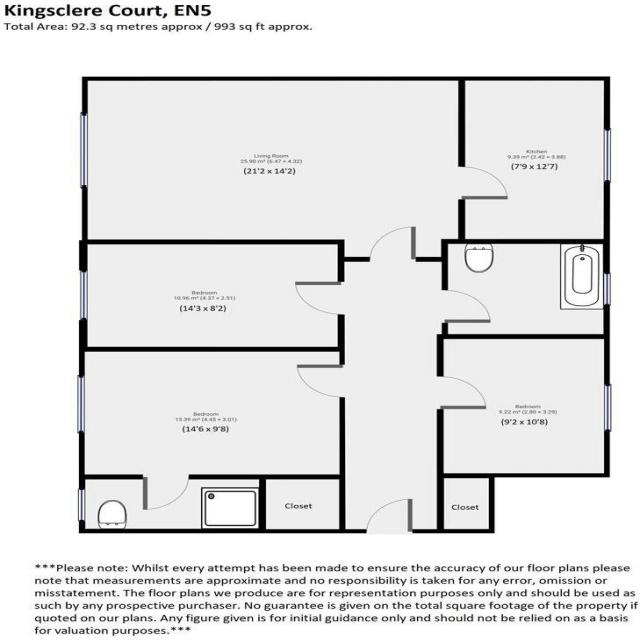 Kingsclere Court, EN5
Total Area: 92.3 sq metres approx / 993 sq ft approx.
Living Room
25.90 m² (6.47 × 4.32)
(21'2 x 14'2)
Kitchen
9.39 m² (2.42 × 3.88)
(7'9 x 12'7)
Bedroom
10.96 m² (4.37 × 2.51)
(14'3 x 8'2)
Bedroom
13.39 m² (4.45 × 3.01)
(14'6 x 9'8)
Bedroom
9.22 m² (2.80 × 3.29)
(9'2 x 10'8)
Closet
Closet
***Please note: Whilst every attempt has been made to ensure the accuracy of our floor plans please
note that measurements are approximate and no responsibility is taken for any error, omission or
misstatement. The floor plans we produce are for representation purposes only and should be used as
such by any prospective purchaser. No guarantee is given on the total square footage of the property if
quoted on our plans. Any figure given is for initial guidance only and should not be relied on as a basis
for valuation purposes.***